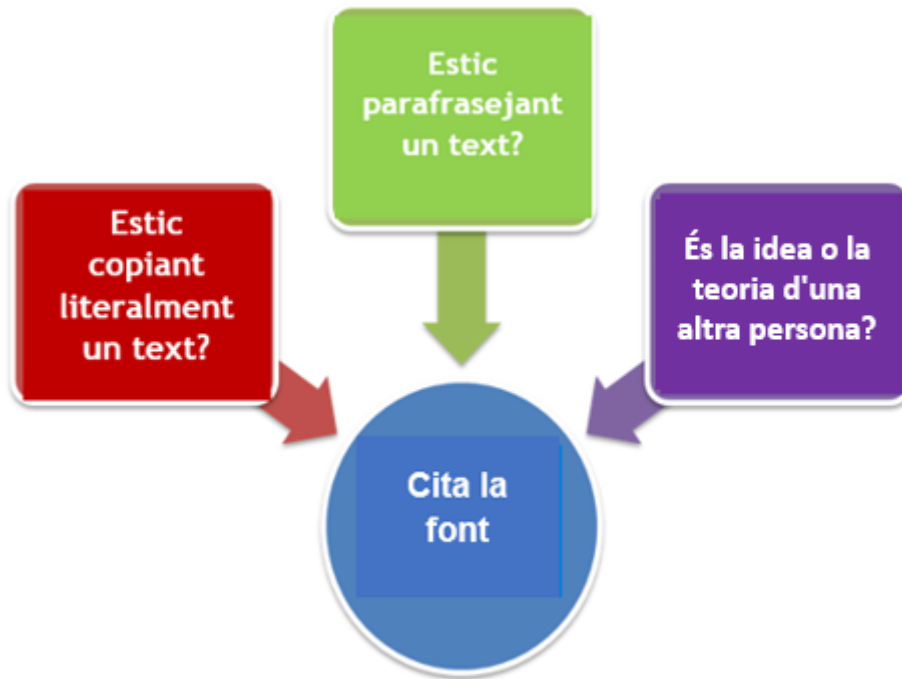 Estic
parafrasejant
un text?
Estic
copiant
literalment
un text?
És la idea o la
teoria d'una
altra persona?
Cita la
font